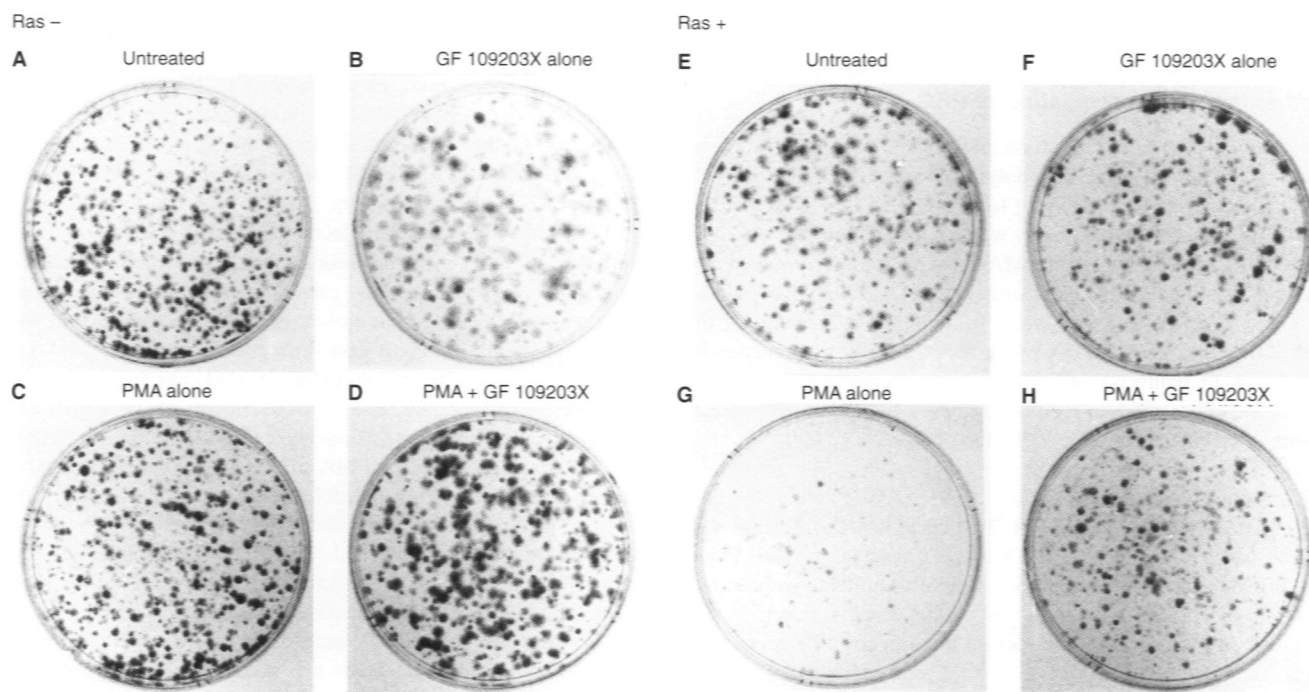 Ras –
Ras +
A Untreated
B GF 109203X alone
E Untreated
F GF 109203X alone
C PMA alone
D PMA + GF 109203X
G PMA alone
H PMA + GF 109203X